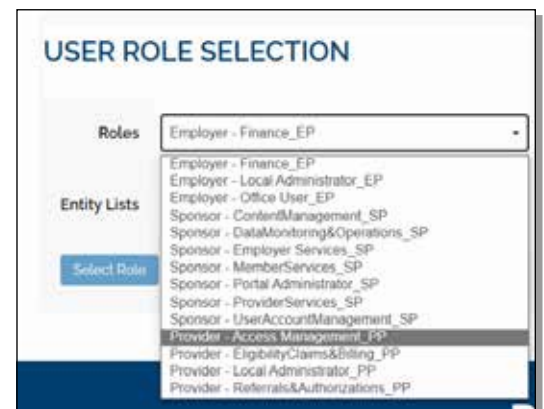 USER ROLE SELECTION
Roles
Employer - Finance_EP
Employer - Finance_EP
Employer - Local Administrator_EP
Employer - Office User_EP
Entity Lists
Sponsor - ContentManagement_SP
Sponsor - DataMonitoring&Operations_SP
Sponsor - Employer Services_SP
Sponsor - MemberServices_SP
Select Role
Sponsor - Portal Administrator_SP
Sponsor - ProviderServices_SP
Sponsor - UserAccountManagement_SP
Provider - Access Management_PP
Provider - EligibilityClaims&Billing_PP
Provider - Local Administrator_PP
Provider - Referrals&Authorizations_PP